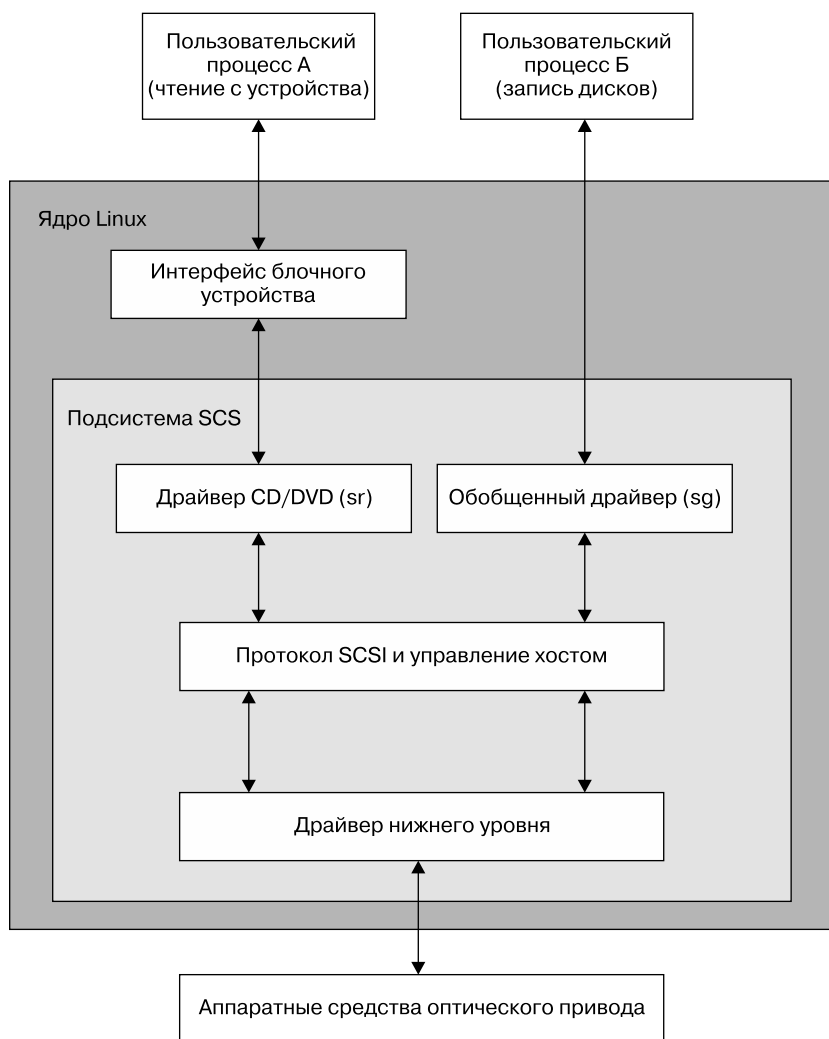 Пользовательский
процесс А
(чтение с устройства)
Пользовательский
процесс Б
(запись дисков)
Ядро Linux
Интерфейс блочного
устройства
Подсистема SCS
Драйвер CD/DVD (sr)
Обобщенный драйвер (sg)
Протокол SCSI и управление хостом
Драйвер нижнего уровня
Аппаратные средства оптического привода